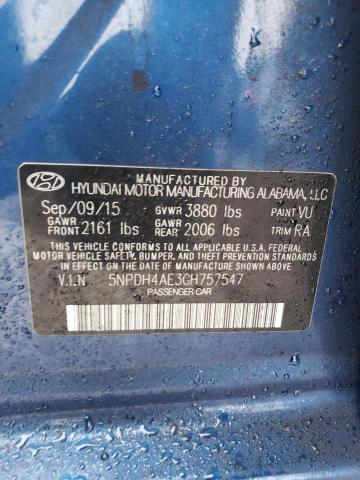 MANUFACTURED BY
HYUNDAI MOTOR MANUFACTURING ALABAMA, LLC
Sep/09/15 GVWR 3880 lbs PAINT VU
GAWR FRONT 2161 lbs GAWR REAR 2006 lbs TRIM RA
THIS VEHICLE CONFORMS TO ALL APPLICABLE U.S.A. FEDERAL
MOTOR VEHICLE SAFETY, BUMPER, AND THEFT PREVENTION
STANDARDS IN EFFECT ON THE DATE OF MANUFACTURE SHOWN ABOVE.
V.I.N 5NPDH4AE3GH757547
PASSENGER CAR